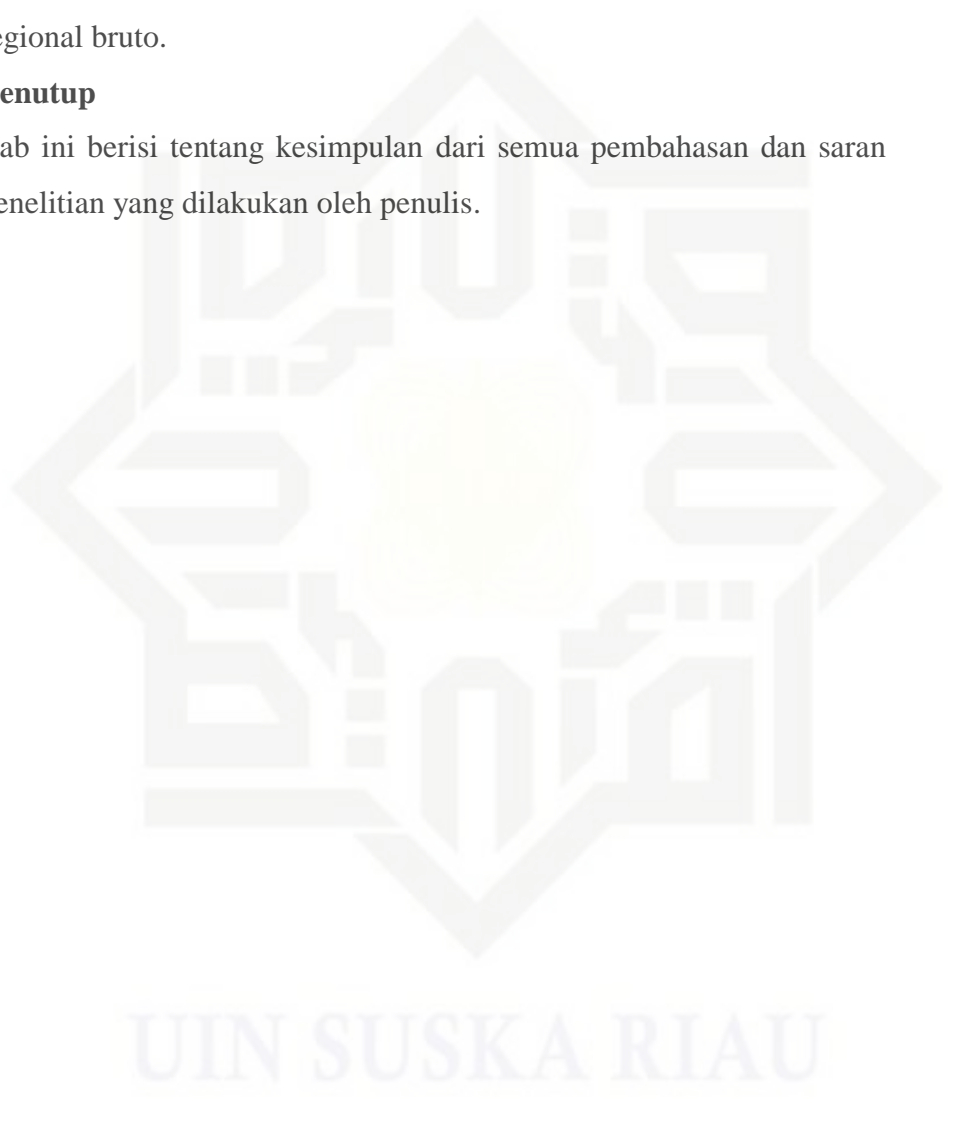 egional bruto.
enutup
ab ini berisi tentang kesimpulan dari semua pembahasan dan saran
enelitian yang dilakukan oleh penulis.
UIN SUSKA RIAU